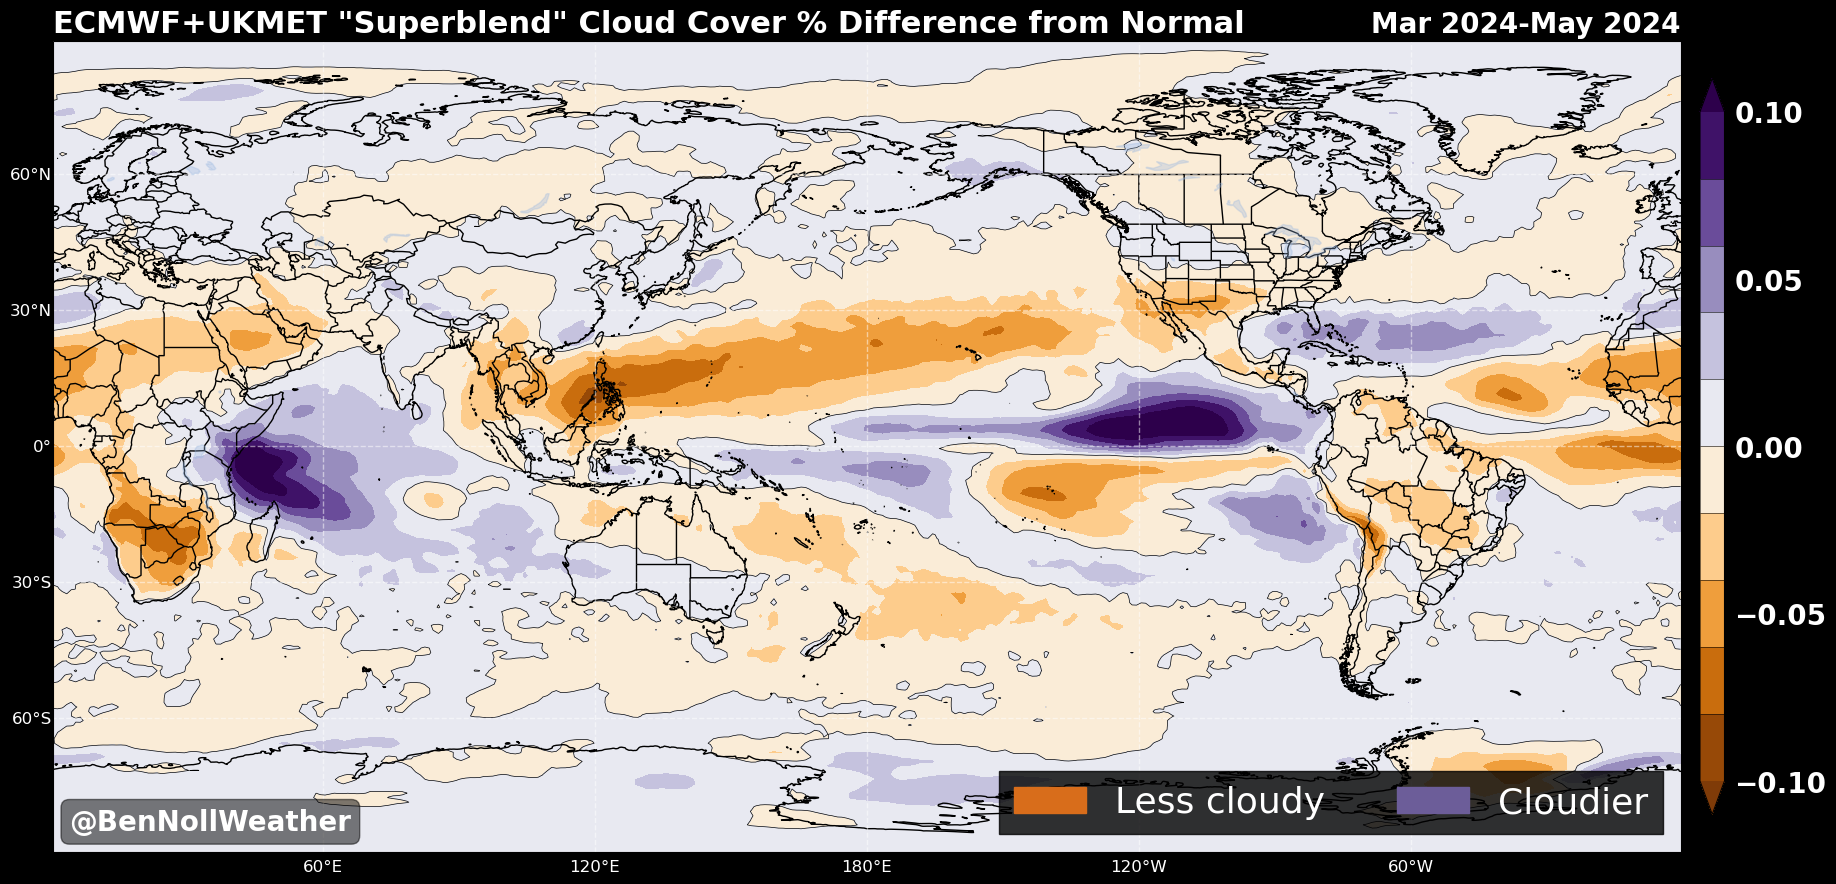 ECMWF+UKMET "Superblend" Cloud Cover % Difference from Normal
Mar 2024-May 2024
60°N
30°N
0°
30°S
60°S
60°E
120°E
180°E
120°W
60°W
0.10
0.05
0.00
−0.05
−0.10
Less cloudy
Cloudier
@BenNollWeather